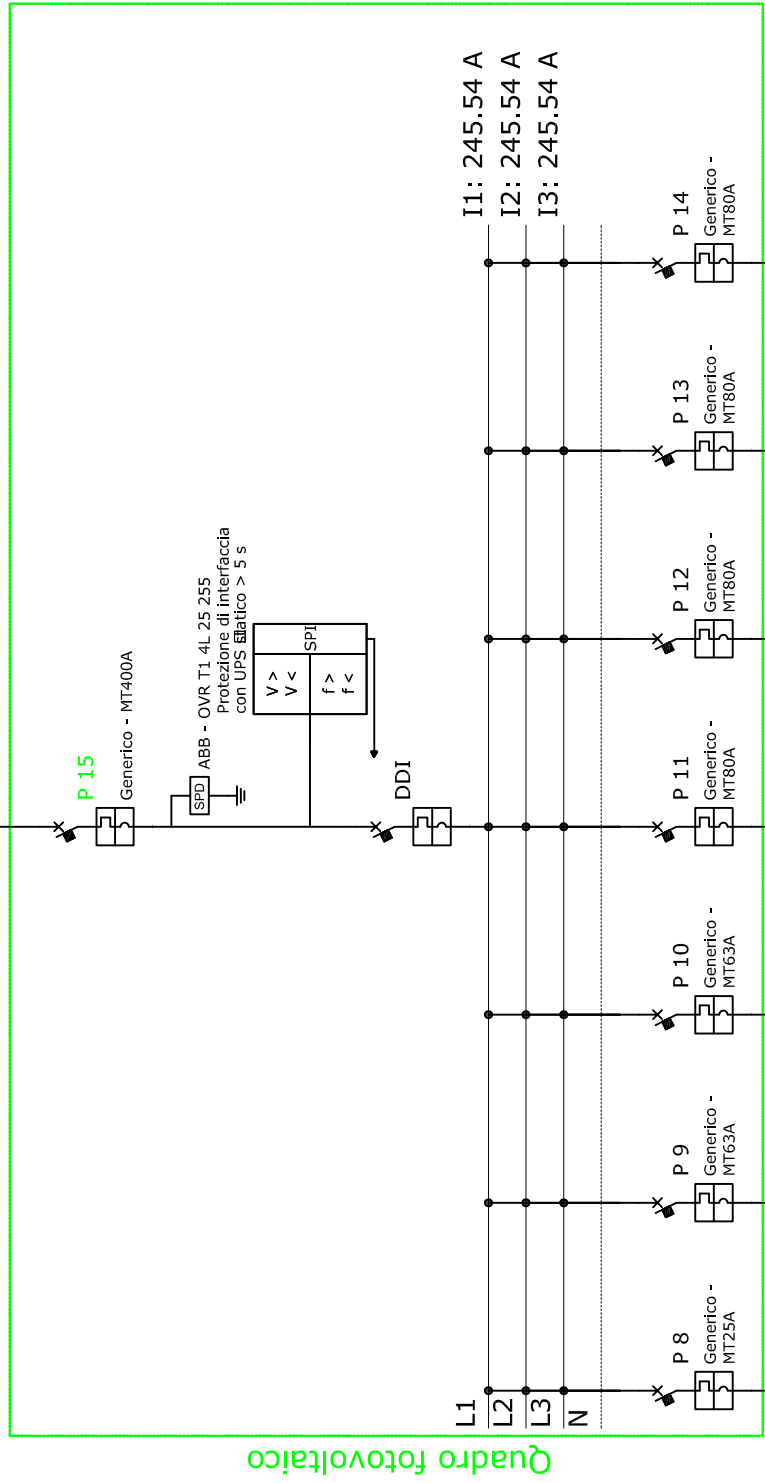 P 15
Generico - MT400A
SPD
ABB - OVR T1 4L 25 255
Protezione di interfaccia
con UPS statico > 5 s
V >
V <
f >
f <
SPI
DDI
L1
L2
L3
N
I1: 245.54 A
I2: 245.54 A
I3: 245.54 A
P 8
Generico -
MT25A
P 9
Generico -
MT63A
P 10
Generico -
MT63A
P 11
Generico -
MT80A
P 12
Generico -
MT80A
P 13
Generico -
MT80A
P 14
Generico -
MT80A
Quadro fotovoltaico